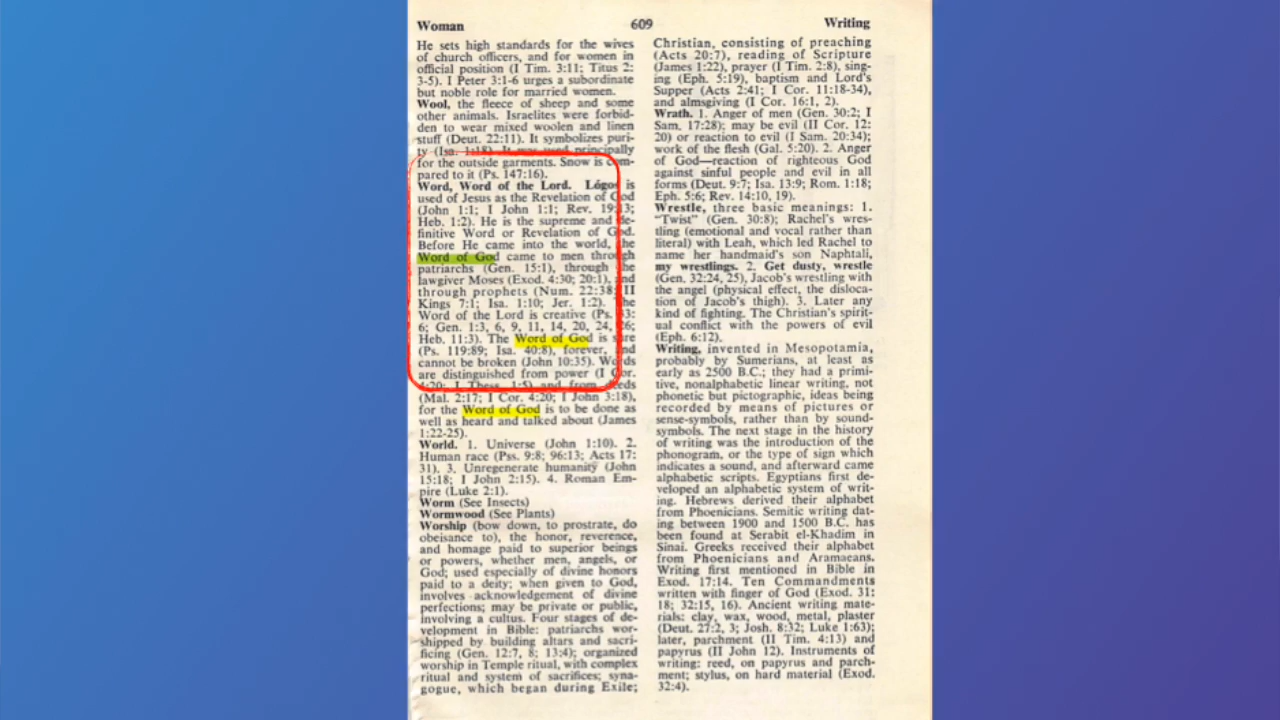 Woman
609
Writing
He sets high standards for the wives
of church officers, and for women in
official position (I Tim. 3:11; Titus 2:
3-5). I Peter 3:1-6 urges a subordinate
but noble role for married women.
Wool, the fleece of sheep and some
other animals. Israelites were forbid-
den to wear mixed woolen and linen
stuff (Deut. 22:11). It symbolizes puri-
ty (Isa. 1:18). It was used principally
for the outside garments. Snow is com-
pared to it (Ps. 147:16).
Word, Word of the Lord. Lógos is
used of Jesus as the Revelation of God
(John 1:1; I John 1:1; Rev. 19:13;
Heb. 1:2). He is the supreme and de-
finitive Word or Revelation of God.
Before He came into the world, the
Word of God came to men through
patriarchs (Gen. 15:1), through the
lawgiver Moses (Exod. 4:30; 20:1), and
through prophets (Num. 22:38; II
Kings 7:1; Isa. 1:10; Jer. 1:2). The
Word of the Lord is creative (Ps. 33:
6; Gen. 1:3, 6, 9, 11, 14, 20, 24, 26;
Heb. 11:3). The Word of God is sure
(Ps. 119:89; Isa. 40:8), forever, and
cannot be broken (John 10:35). Words
are distinguished from power (I Cor.
4:20; I Thess. 1:5) and from deeds
(Mal. 2:17; I Cor. 4:20; I John 3:18),
for the Word of God is to be done as
well as heard and talked about (James
1:22-25).
World. 1. Universe (John 1:10). 2.
Human race (Pss. 9:8; 96:13; Acts 17:
31). 3. Unregenerate humanity (John
15:18; I John 2:15). 4. Roman Em-
pire (Luke 2:1).
Worm (See Insects)
Wormwood (See Plants)
Worship (bow down, to prostrate, do
obeisance to), the honor, reverence,
and homage paid to superior beings
or powers, whether men, angels, or
God; used especially of divine honors
paid to a deity; when given to God,
involves acknowledgement of divine
perfections; may be private or public,
involving a cultus. Four stages of de-
velopment in Bible: patriarchs wor-
shipped by building altars and sacri-
ficing (Gen. 12:7, 8; 13:4); organized
worship in Temple ritual, with complex
ritual and system of sacrifices; syna-
gogue, which began during Exile;
Christian, consisting of preaching
(Acts 20:7), reading of Scripture
(James 1:22), prayer (I Tim. 2:8), sing-
ing (Eph. 5:19), baptism and Lord's
Supper (Acts 2:41; I Cor. 11:18-34),
and almsgiving (I Cor. 16:1, 2).
Wrath. 1. Anger of men (Gen. 30:2; I
Sam. 17:28); may be evil (II Cor. 12:
20) or reaction to evil (I Sam. 20:34);
work of the flesh (Gal. 5:20). 2. Anger
of God—reaction of righteous God
against sinful people and evil in all
forms (Deut. 9:7; Isa. 13:9; Rom. 1:18;
Eph. 5:6; Rev. 14:10, 19).
Wrestle, three basic meanings: 1.
"Twist" (Gen. 30:8); Rachel's wres-
tling (emotional and vocal rather than
literal) with Leah, which led Rachel to
name her handmaid's son Naphtali,
my wrestlings. 2. Get dusty, wrestle
(Gen. 32:24, 25), Jacob's wrestling with
the angel (physical effect, the disloca-
tion of Jacob's thigh). 3. Later any
kind of fighting. The Christian's spirit-
ual conflict with the powers of evil
(Eph. 6:12).
Writing, invented in Mesopotamia,
probably by Sumerians, at least as
early as 2500 B.C.; they had a primi-
tive, nonalphabetic linear writing, not
phonetic but pictographic, ideas being
recorded by means of pictures or
sense-symbols, rather than by sound-
symbols. The next stage in the history
of writing was the introduction of the
phonogram, or the type of sign which
indicates a sound, and afterward came
alphabetic scripts. Egyptians first de-
veloped an alphabetic system of writ-
ing. Hebrews derived their alphabet
from Phoenicians. Semitic writing dat-
ing between 1900 and 1500 B.C. has
been found at Serabit el-Khadim in
Sinai. Greeks received their alphabet
from Phoenicians and Aramaeans.
Writing first mentioned in Bible in
Exod. 17:14. Ten Commandments
written with finger of God (Exod. 31:
18; 32:15, 16). Ancient writing mate-
rials: clay, wax, wood, metal, plaster
(Deut. 27:2, 3; Josh. 8:32; Luke 1:63);
later, parchment (II Tim. 4:13) and
papyrus (II John 12). Instruments of
writing: reed, on papyrus and parch-
ment; stylus, on hard material (Exod.
32:4).